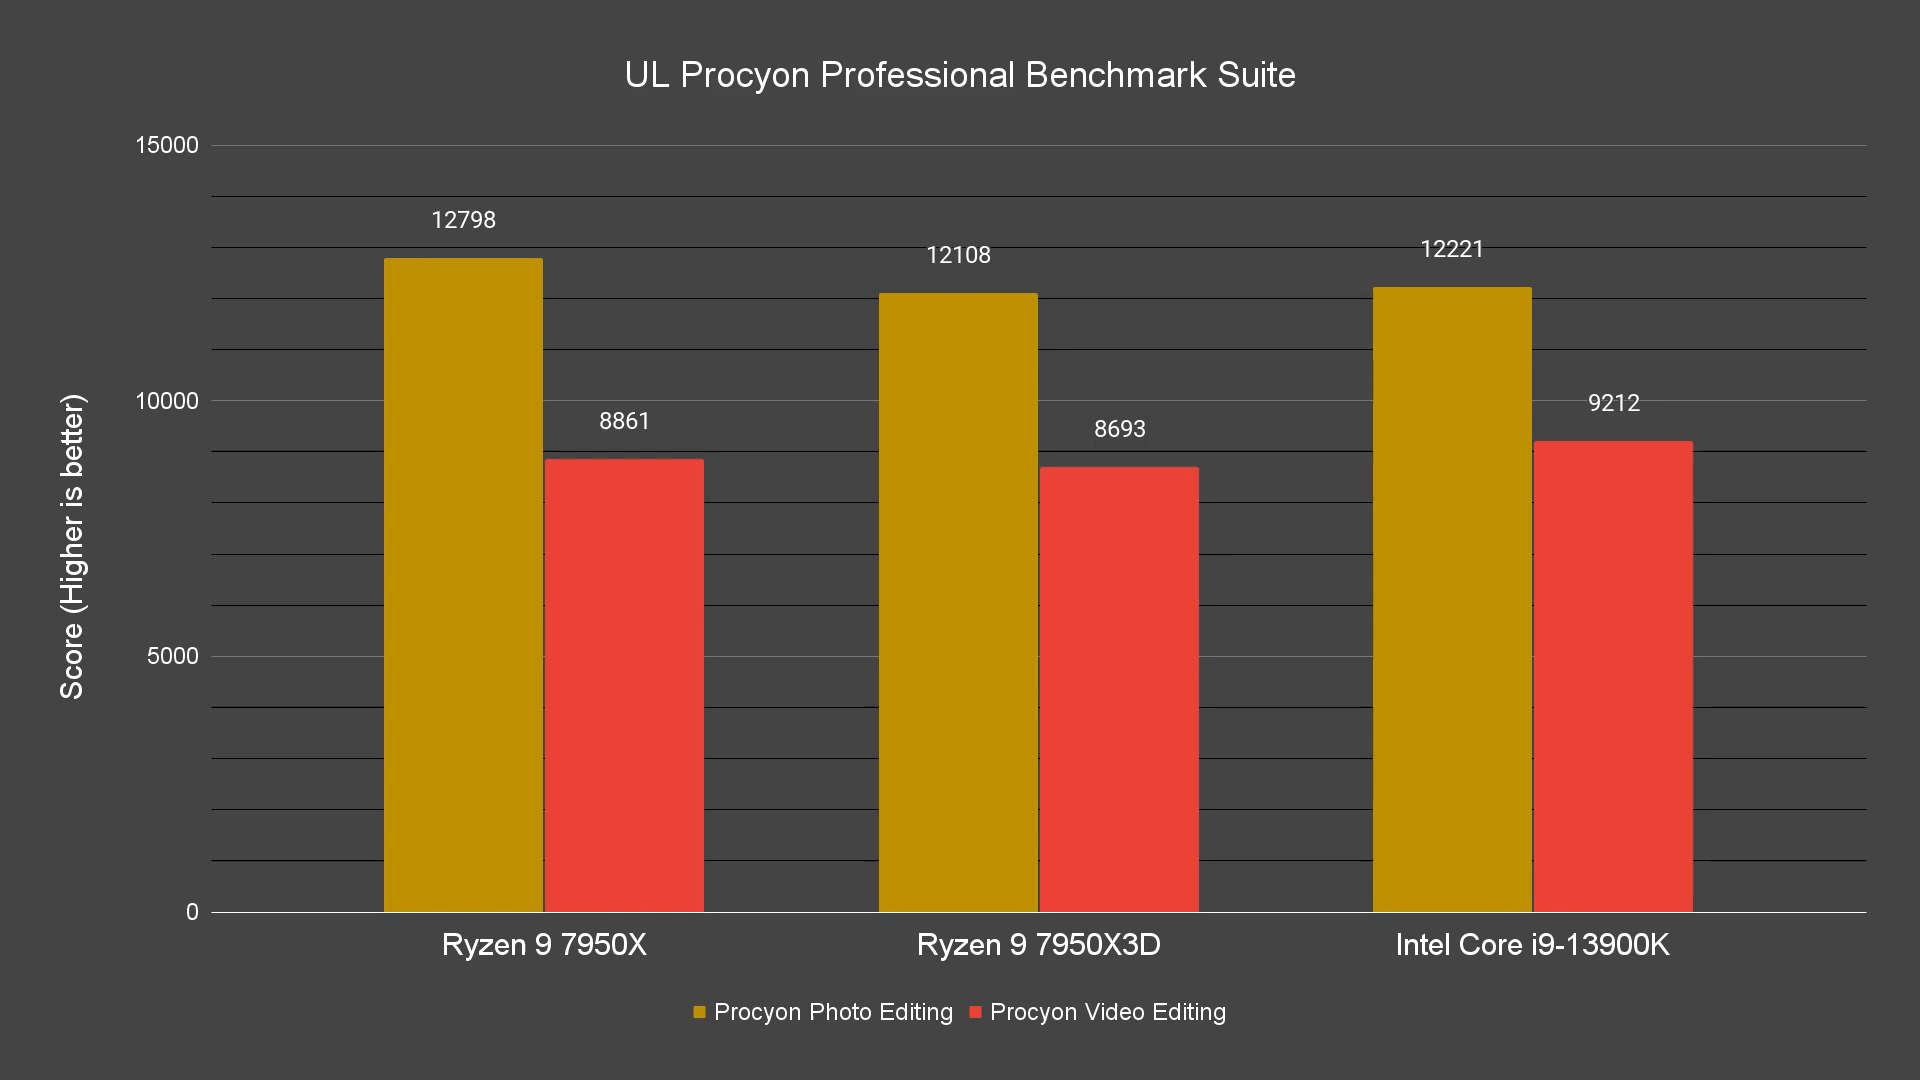 UL Procyon Professional Benchmark Suite
Score (Higher is better)
15000
10000
5000
0
12798
8861
12108
8693
12221
9212
Ryzen 9 7950X
Ryzen 9 7950X3D
Intel Core i9-13900K
Procyon Photo Editing
Procyon Video Editing